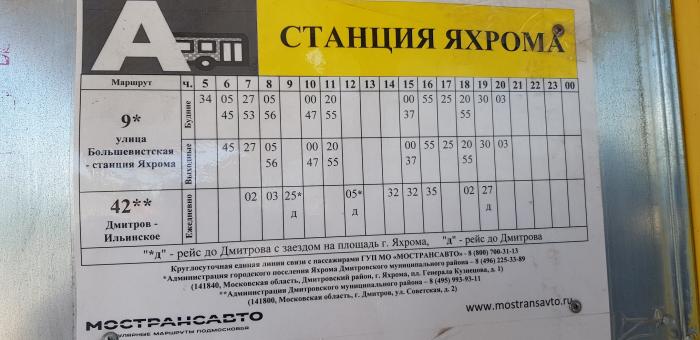 А
СТАНЦИЯ ЯХРОМА
Маршрут ч. 5 6 7 8 9 10 11 12 13 14 15 16 17 18 19 20 21 22 23 00
9*
улица
Большевистская
- станция Яхрома
Будние
34 05 27 05 00 20 00 55 25 20 30 03
45 53 56 47 55 37 55
Выходные
45 27 05 00 20 00 55 25 20 30 03
56 47 55 37 55
42**
Дмитров -
Ильинское
Ежедневно
02 03 25* 05* 32 32 35 02 27
д д д
"*д" - рейс до Дмитрова с заездом на площадь г. Яхрома, "д" - рейс до Дмитрова
Круглосуточная единая линия связи с пассажирами ГУП МО «МОСТРАНСАВТО» - 8 (800) 700-31-13
*Администрация городского поселения Яхрома Дмитровского муниципального района – 8 (496) 225-33-89
(141840, Московская область, Дмитровский район, г. Яхрома, пл. Генерала Кузнецова, д. 1)
**Администрация Дмитровского муниципального района – 8 (495) 993-93-11
(141800, Московская область, г. Дмитров, ул. Советская, д. 2)
www.mostransavto.ru
МОСТРАНСАВТО
МАРШРУТЫ ПОДМОСКОВЬЯ